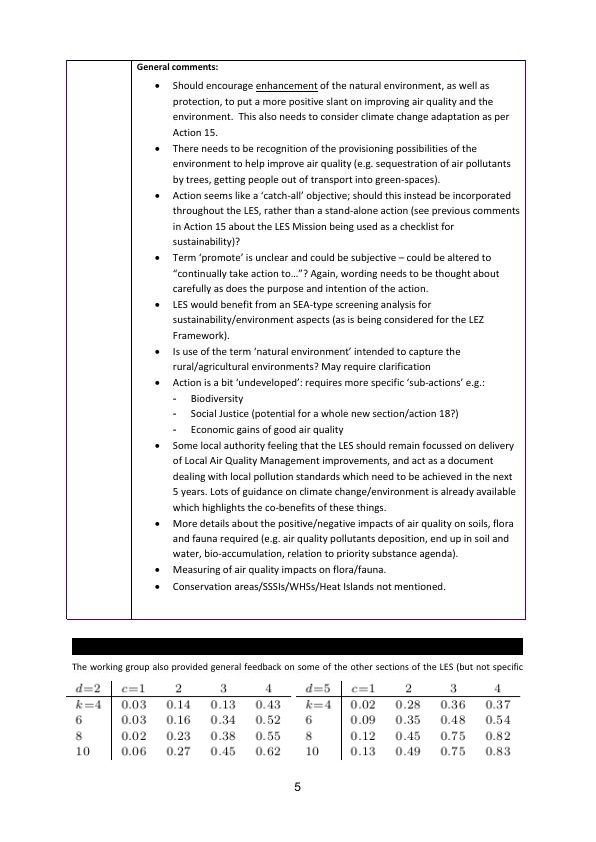 General comments:
• Should encourage enhancement of the natural environment, as well as
protection, to put a more positive slant on improving air quality and the
environment. This also needs to consider climate change adaptation as per
Action 15.
• There needs to be recognition of the provisioning possibilities of the
environment to help improve air quality (e.g. sequestration of air pollutants
by trees, getting people out of transport into green-spaces).
• Action seems like a ‘catch-all’ objective; should this instead be incorporated
throughout the LES, rather than a stand-alone action (see previous comments
in Action 15 about the LES Mission being used as a checklist for
sustainability)?
• Term ‘promote’ is unclear and could be subjective – could be altered to
“continually take action to…”? Again, wording needs to be thought about
carefully as does the purpose and intention of the action.
• LES would benefit from an SEA-type screening analysis for
sustainability/environment aspects (as is being considered for the LEZ
Framework).
• Is use of the term ‘natural environment’ intended to capture the
rural/agricultural environments? May require clarification
• Action is a bit ‘undeveloped’: requires more specific ‘sub-actions’ e.g.:
- Biodiversity
- Social Justice (potential for a whole new section/action 18?)
- Economic gains of good air quality
• Some local authority feeling that the LES should remain focussed on delivery
of Local Air Quality Management improvements, and act as a document
dealing with local pollution standards which need to be achieved in the next
5 years. Lots of guidance on climate change/environment is already available
which highlights the co-benefits of these things.
• More details about the positive/negative impacts of air quality on soils, flora
and fauna required (e.g. air quality pollutants deposition, end up in soil and
water, bio-accumulation, relation to priority substance agenda).
• Measuring of air quality impacts on flora/fauna.
• Conservation areas/SSSIs/WHSs/Heat Islands not mentioned.
The working group also provided general feedback on some of the other sections of the LES (but not specific
d=2 c=1 2 3 4 d=5 c=1 2 3 4
k=4 0.03 0.14 0.13 0.43 k=4 0.02 0.28 0.36 0.37
6 0.03 0.16 0.34 0.52 6 0.09 0.35 0.48 0.54
8 0.02 0.23 0.38 0.55 8 0.12 0.45 0.75 0.82
10 0.06 0.27 0.45 0.62 10 0.13 0.49 0.75 0.83
5